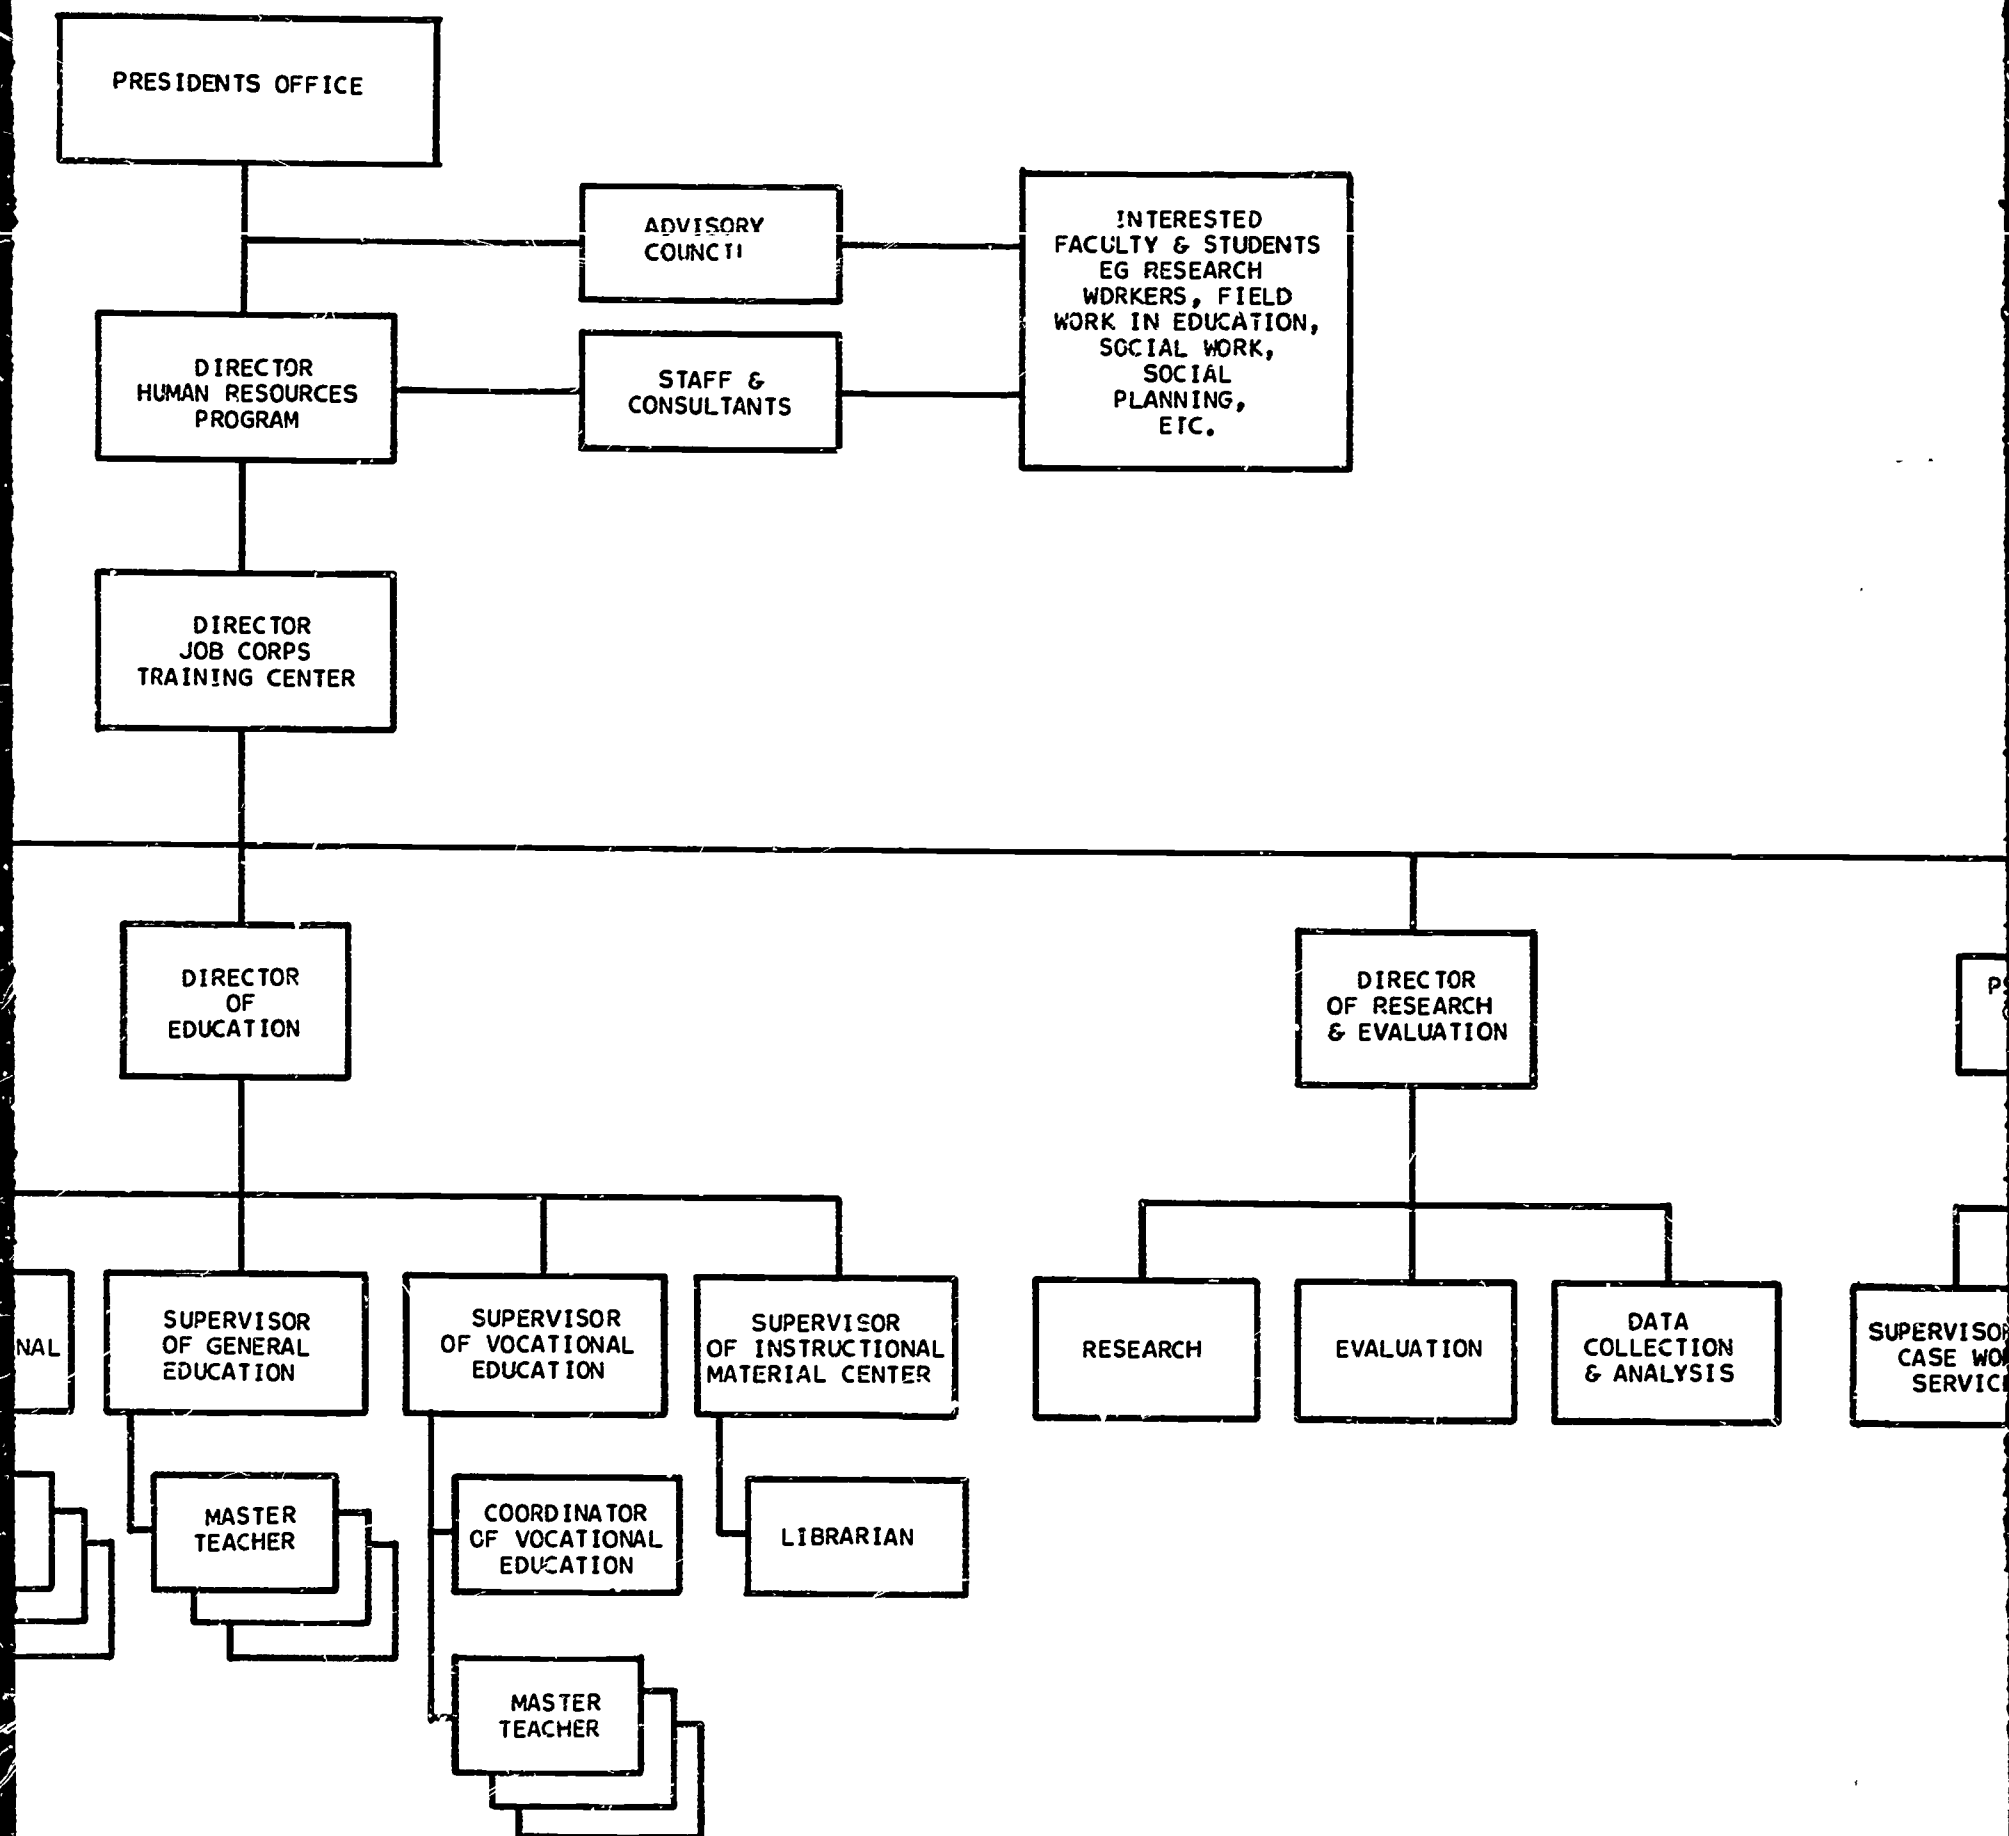 PRESIDENTS OFFICE
ADVISORY
INTERESTED
FACULTY & STUDENTS
EG RESEARCH
WORKERS, FIELD
WORK IN EDUCATION,
SOCIAL WORK,
SOCIAL
PLANNING,
ETC.
DIRECTOR
HUMAN RESOURCES
PROGRAM
STAFF &
CONSULTANTS
DIRECTOR
JOB CORPS
TRAINING CENTER
DIRECTOR
OF
EDUCATION
DIRECTOR
OF RESEARCH
& EVALUATION
SUPERVISOR
OF GENERAL
EDUCATION
SUPERVISOR
OF VOCATIONAL
EDUCATION
SUPERVISOR
OF INSTRUCTIONAL
MATERIAL CENTER
RESEARCH
EVALUATION
DATA
COLLECTION
& ANALYSIS
CASE
MASTER
TEACHER
COORDINATOR
OF VOCATIONAL
EDUCATION
LIBRARIAN
MASTER
TEACHER